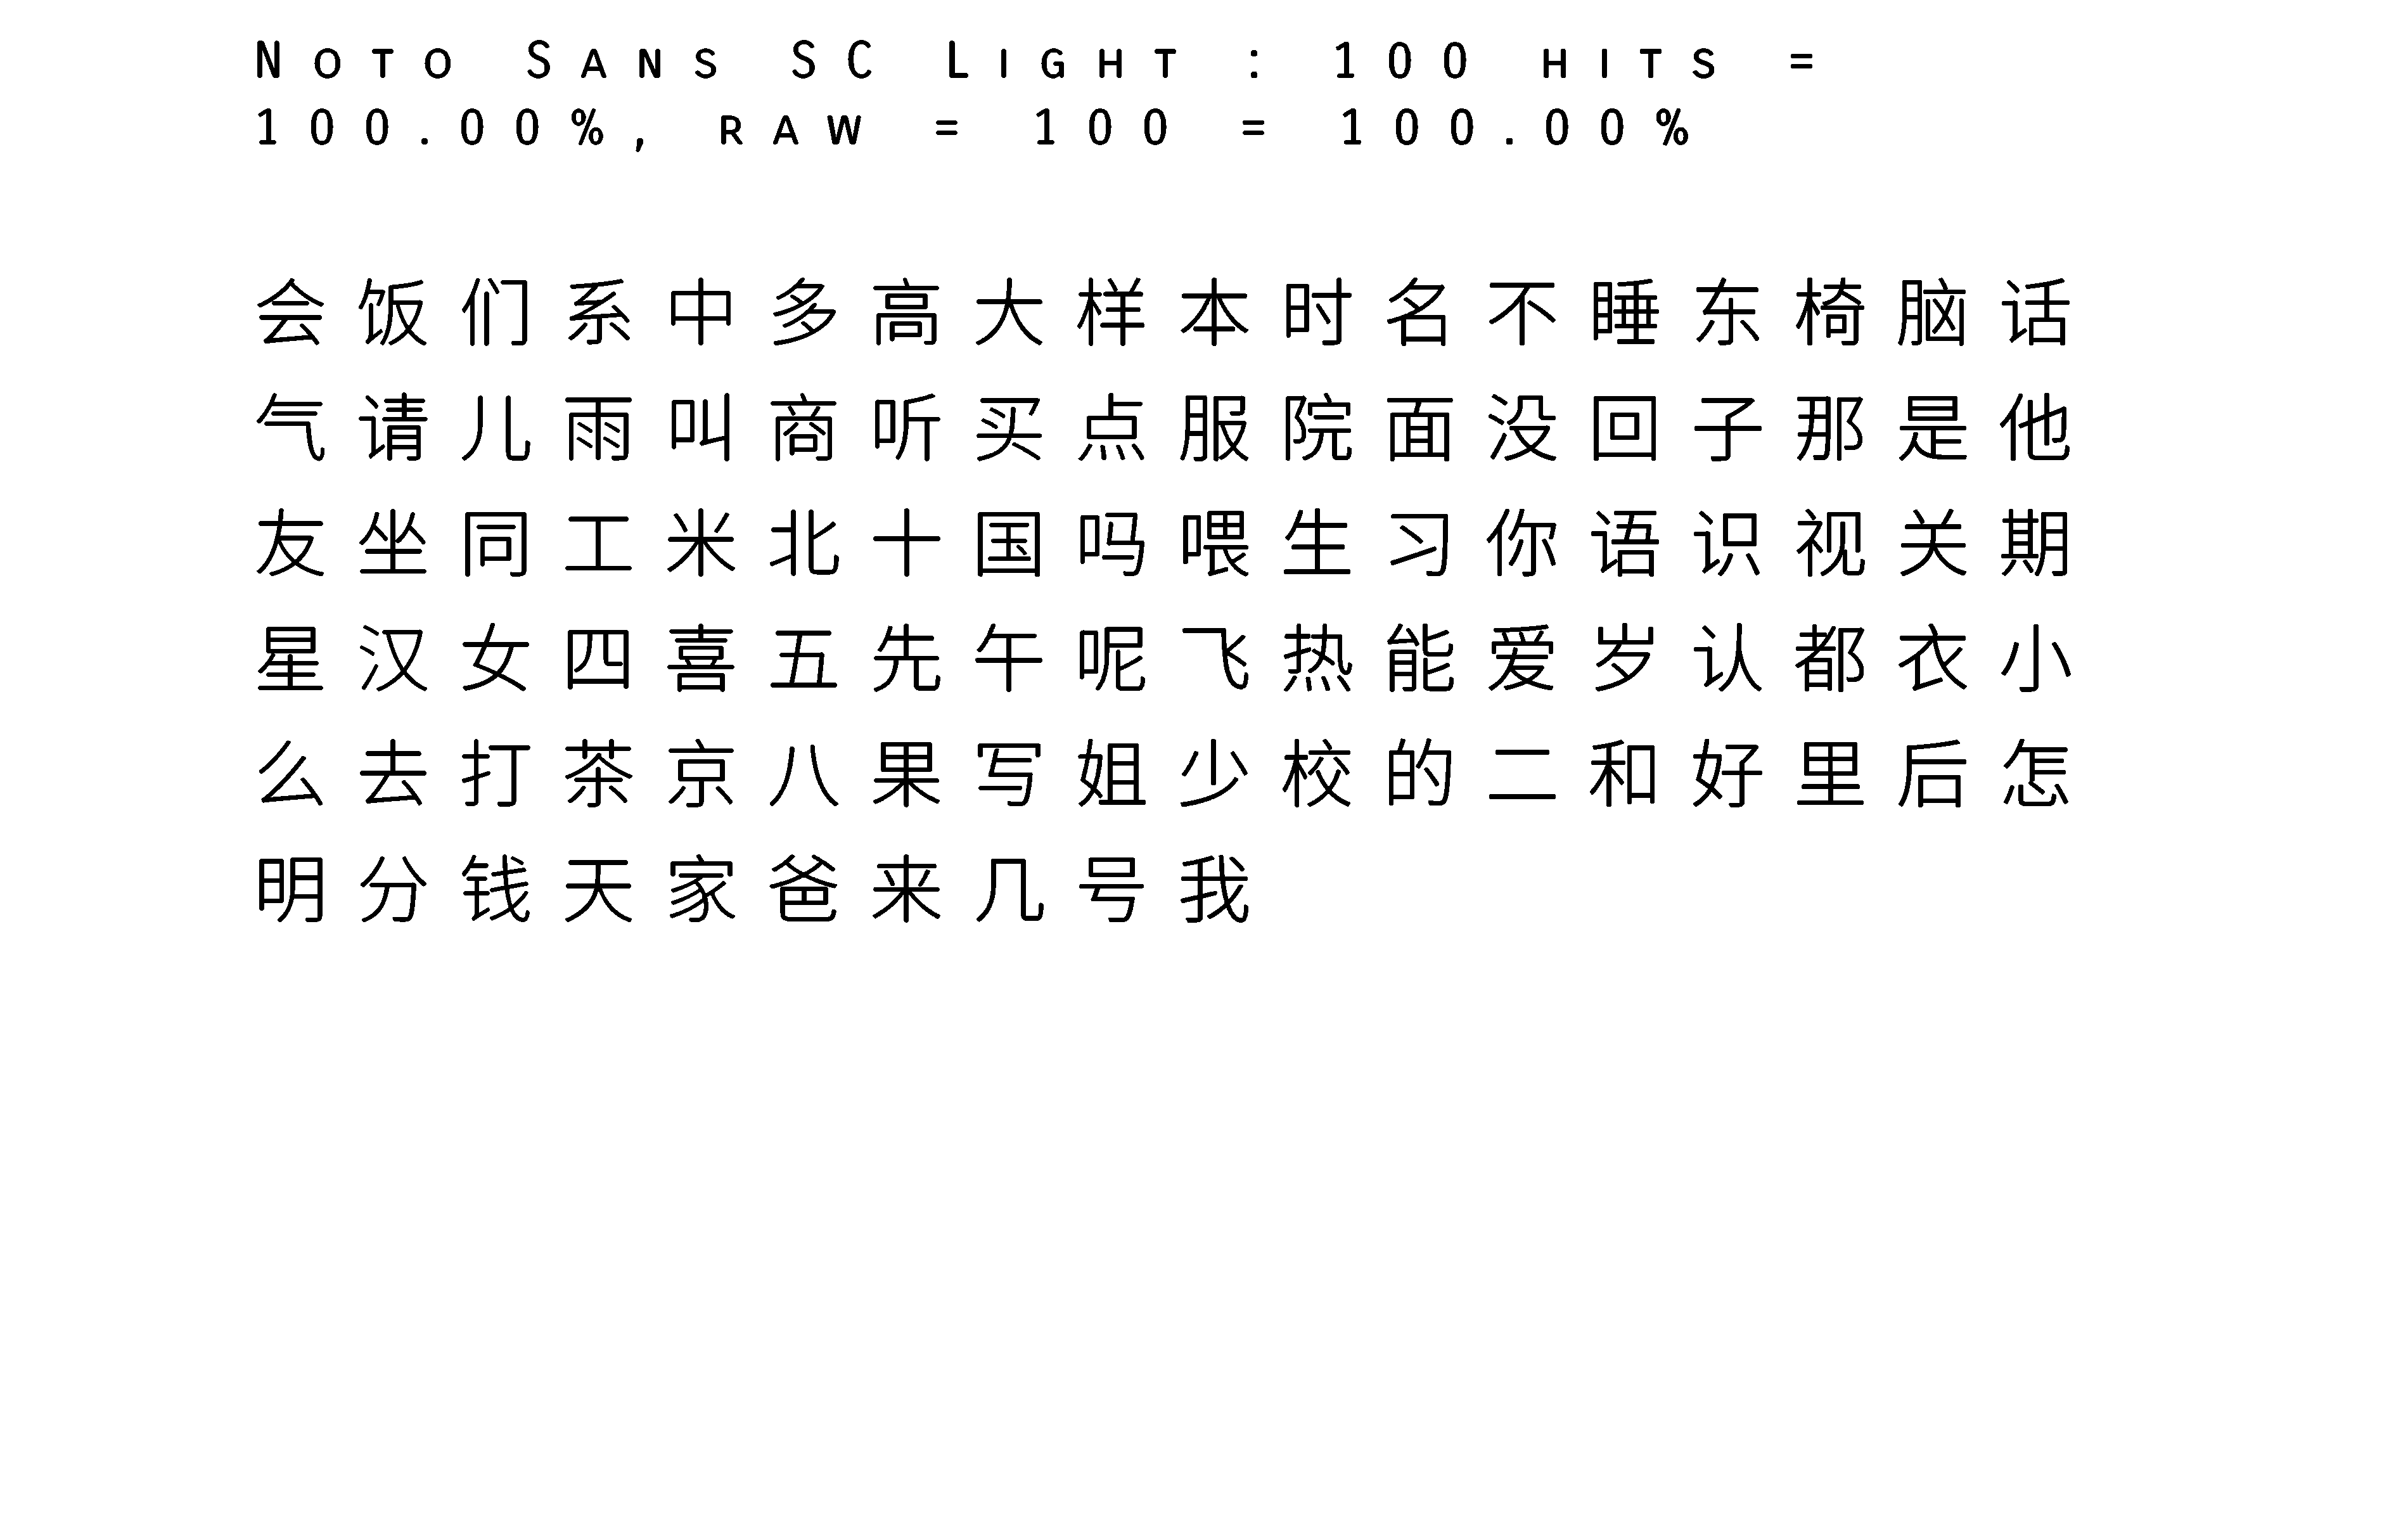 Noto Sans SC Light : 100 hits =
100.00%, raw = 100 = 100.00%
会饭们系中多高大样本时名不睡东椅脑话
气请儿雨叫商听买点服院面没回子那是他
友坐同工米北十国吗喂生习你语识视关期
星汉女四喜五先午呢飞热能爱岁认都衣小
么去打茶京八果写姐少校的二和好里后怎
明分钱天家爸来几号我